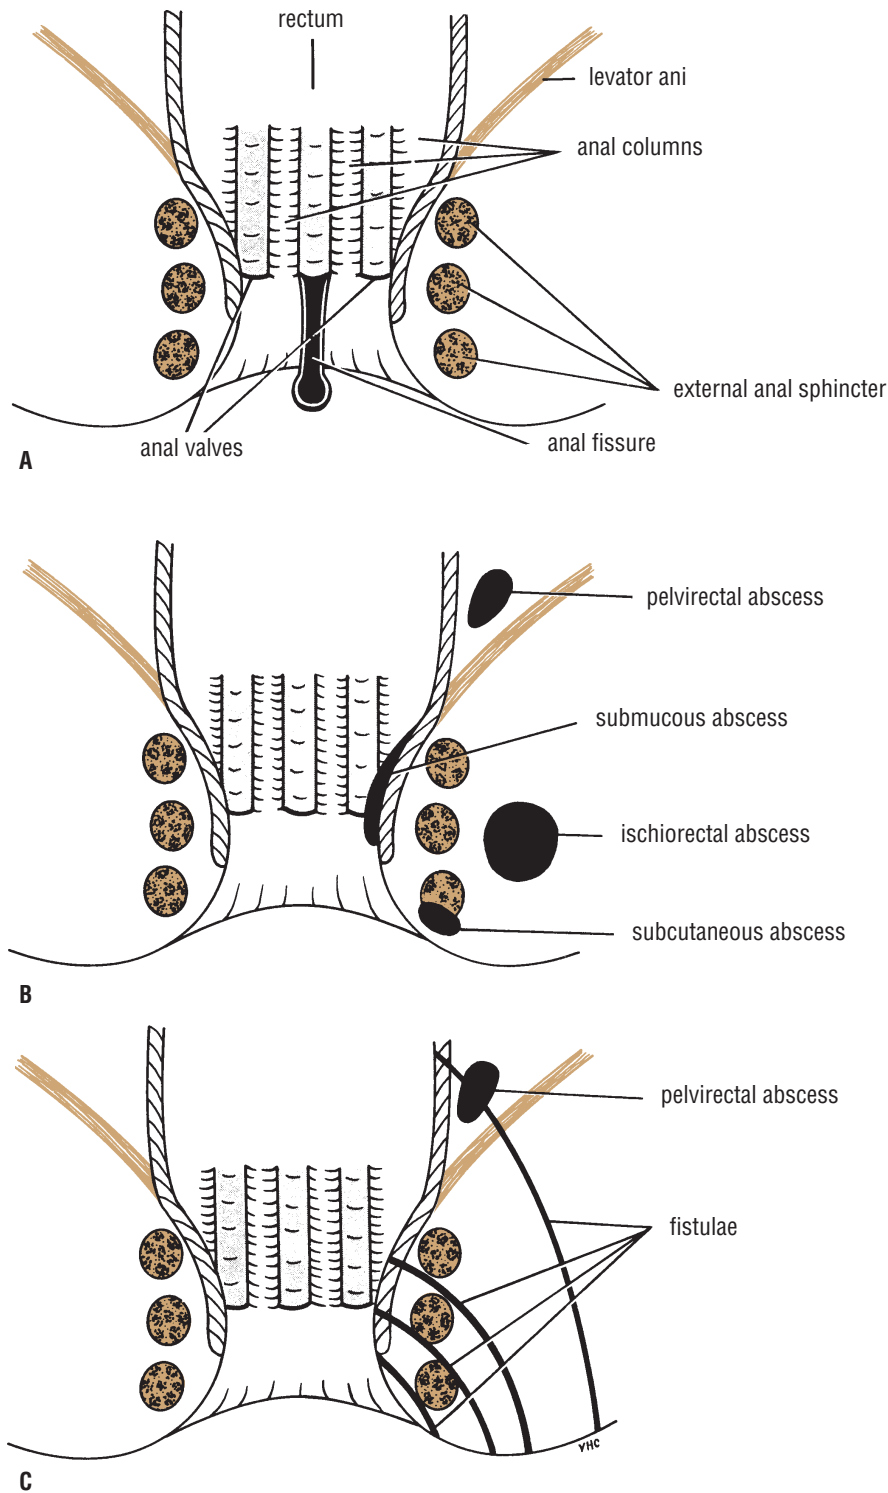 rectum
levator ani
anal columns
external anal sphincter
anal valves
anal fissure
A
pelvirectal abscess
submucous abscess
ischiorectal abscess
subcutaneous abscess
B
pelvirectal abscess
fistulae
VHC
C